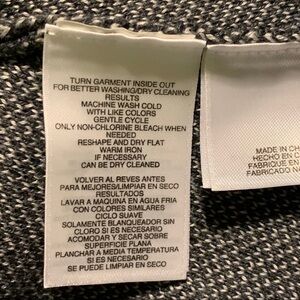 TURN GARMENT INSIDE OUT
FOR BETTER WASHING/DRY CLEANING
RESULTS
MACHINE WASH COLD
WITH LIKE COLORS
GENTLE CYCLE
ONLY NON-CHLORINE BLEACH WHEN
NEEDED
RESHAPE AND DRY FLAT
WARM IRON
IF NECESSARY
CAN BE DRY CLEANED
VOLVER AL REVES ANTES
PARA MEJORES/LIMPIAR EN SECO
RESULTADOS
LAVAR A MAQUINA EN AGUA FRIA
CON COLORES SIMILARES
CICLO SUAVE
SOLAMENTE BLANQUEADOR SIN
CLORO SI ES NECESARIO
ACOMODAR Y SECAR SOBRE
SUPERFICIE PLANA
PLANCHAR A MEDIA TEMPERATURA
SI ES NECESARIO
SE PUEDE LIMPIAR EN SECO
MADE IN CH
HECHO EN C
FABRIQUE EN
FABRICADO